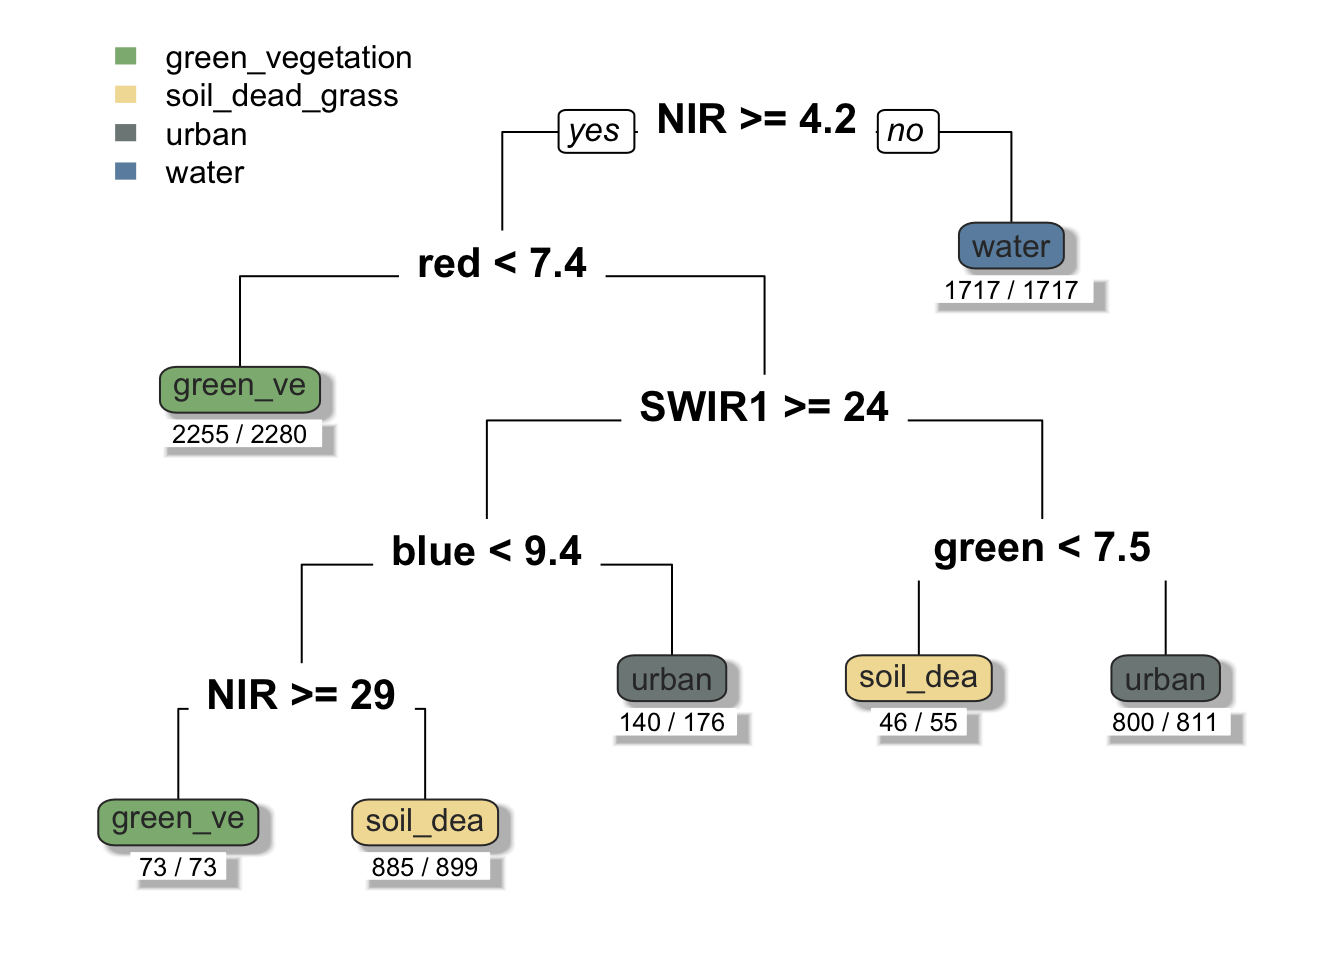 green_vegetation
soil_dead_grass
urban
water
yes NIR >= 4.2 no
water
1717 / 1717
red < 7.4
green_ve
2255 / 2280
SWIR1 >= 24
blue < 9.4
green < 7.5
urban
140 / 176
soil_dea
46 / 55
urban
800 / 811
NIR >= 29
green_ve
73 / 73
soil_dea
885 / 899